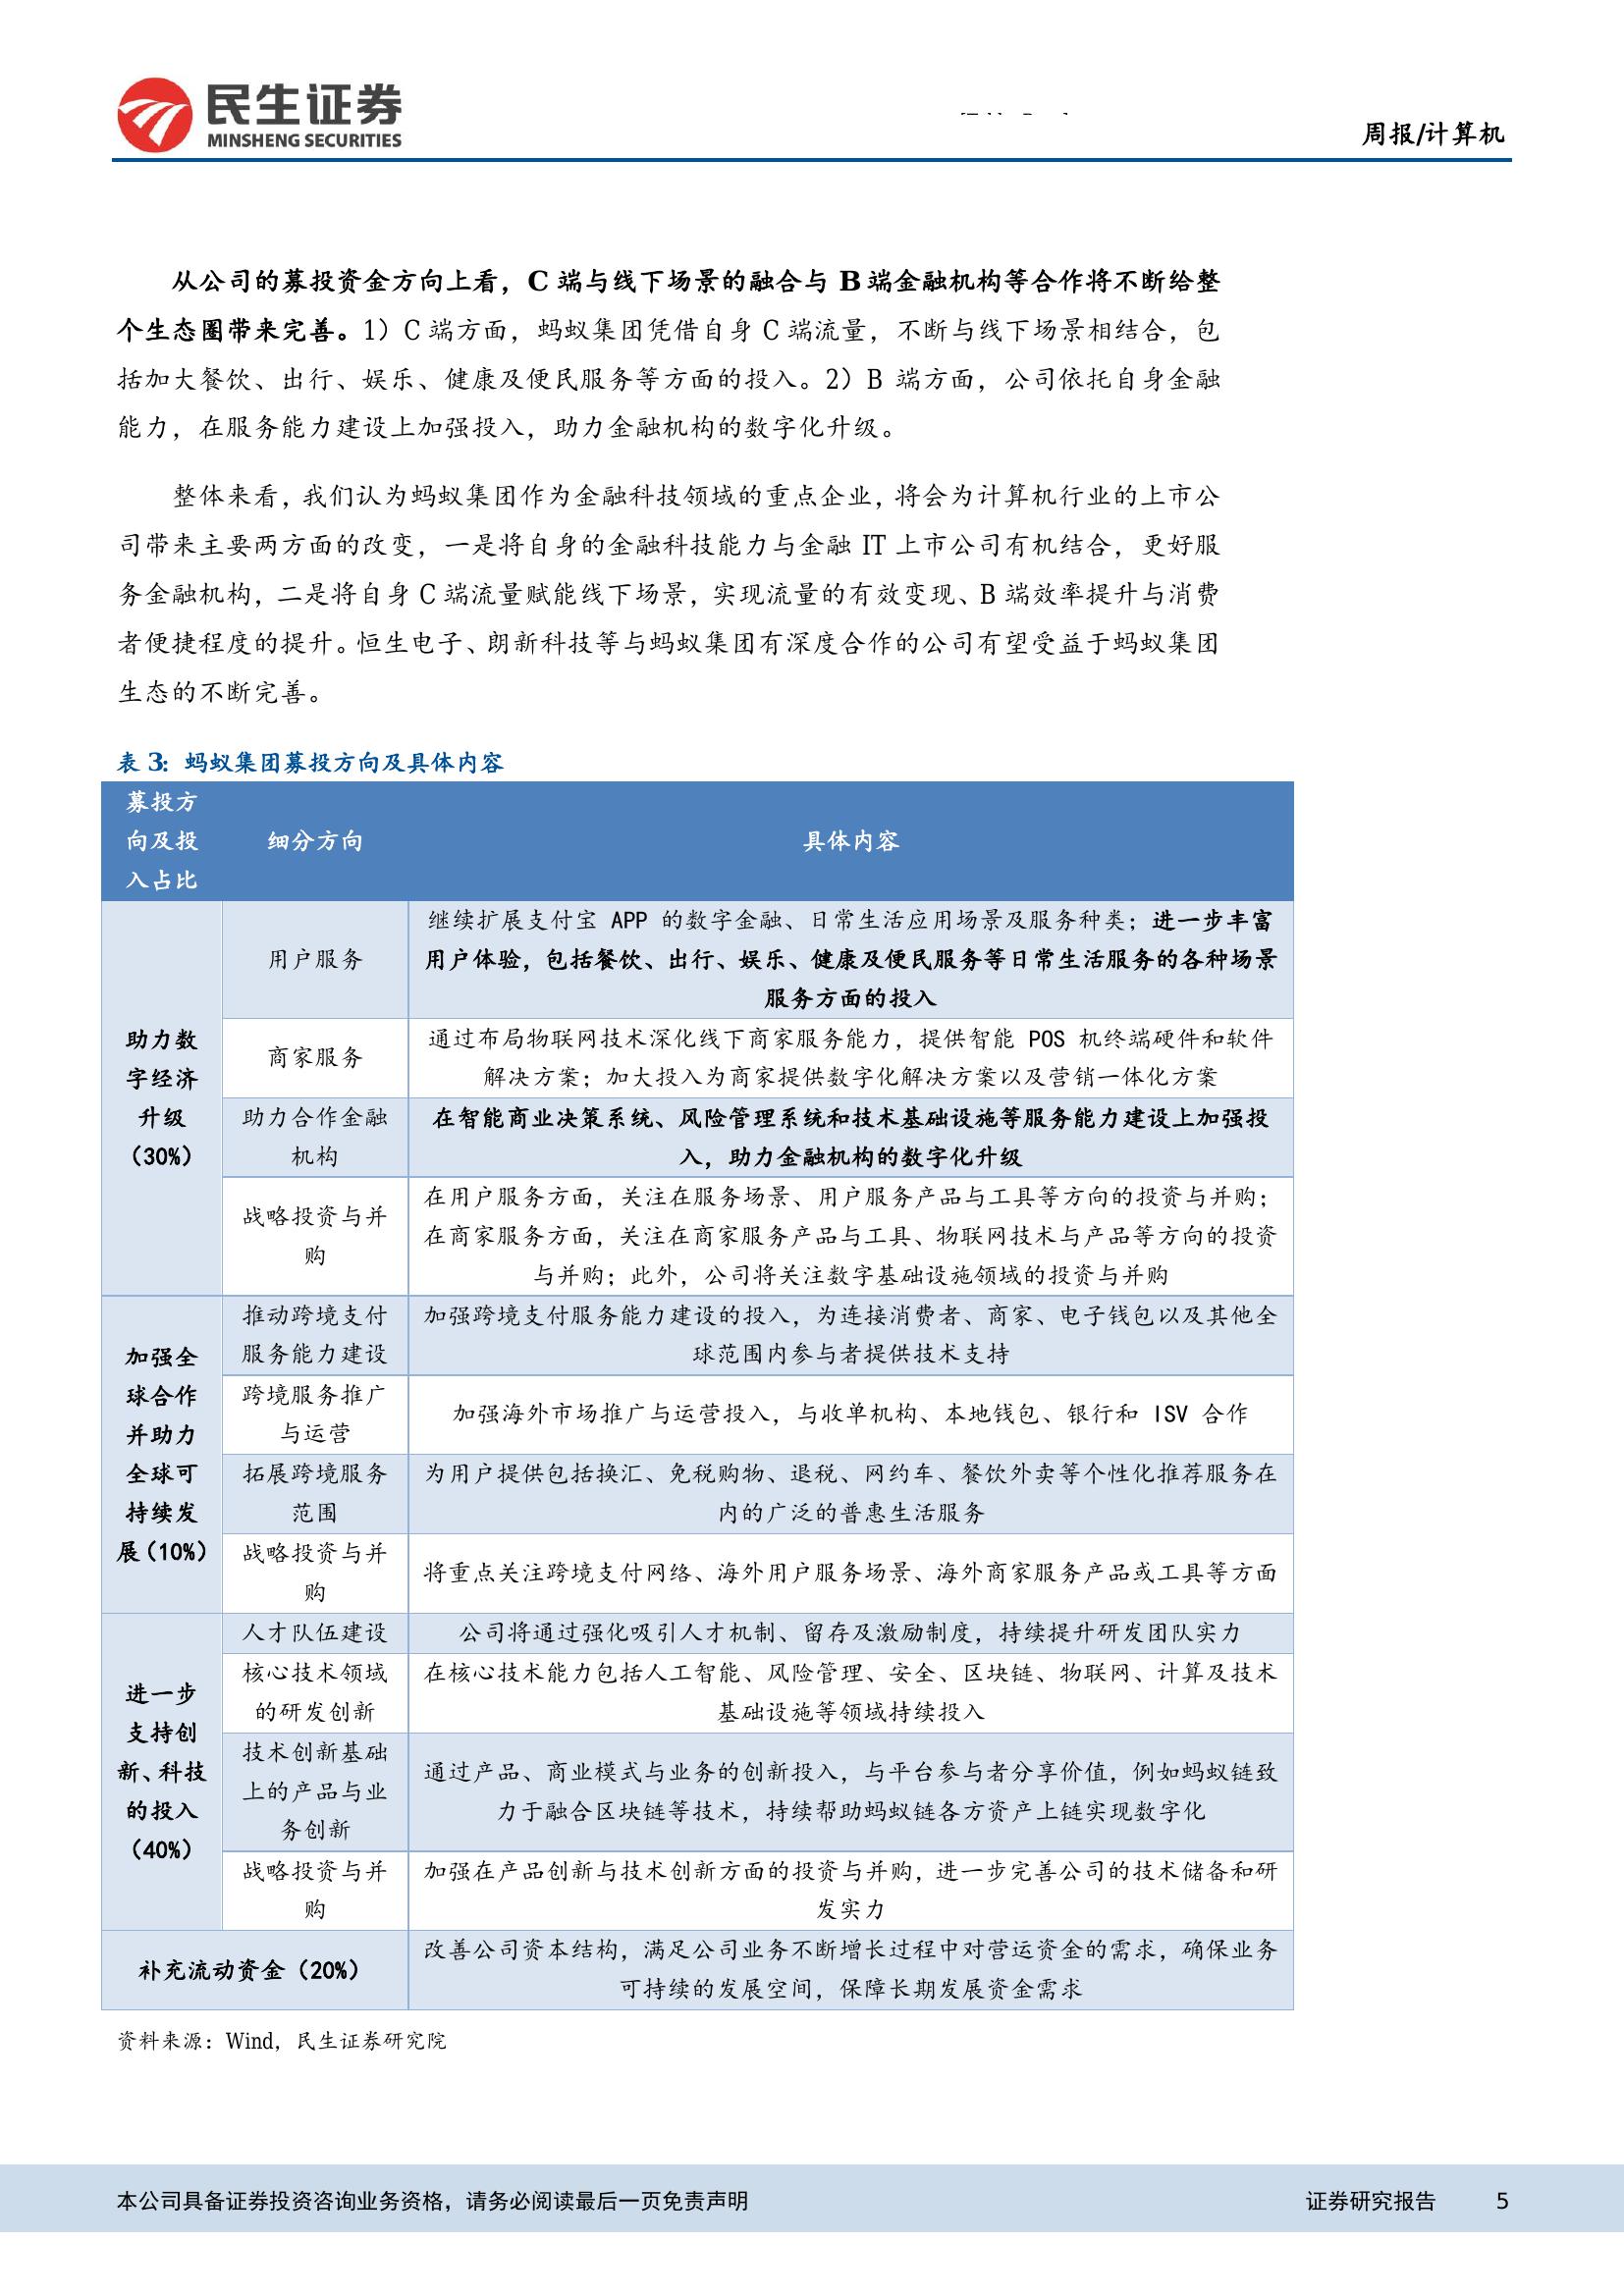 民生证券
MINSHENG SECURITIES
周报/计算机
从公司的募投资金方向上看，C 端与线下场景的融合与 B 端金融机构等合作将不断给整
个生态圈带来完善。1）C 端方面，蚂蚁集团凭借自身 C 端流量，不断与线下场景相结合，包
括加大餐饮、出行、娱乐、健康及便民服务等方面的投入。2）B 端方面，公司依托自身金融
能力，在服务能力建设上加强投入，助力金融机构的数字化升级。
整体来看，我们认为蚂蚁集团作为金融科技领域的重点企业，将会为计算机行业的上市公
司带来主要两方面的改变，一是将自身的金融科技能力与金融 IT 上市公司有机结合，更好服
务金融机构，二是将自身 C 端流量赋能线下场景，实现流量的有效变现、B 端效率提升与消费
者便捷程度的提升。恒生电子、朗新科技等与蚂蚁集团有深度合作的公司有望受益于蚂蚁集团
生态的不断完善。
表 3：蚂蚁集团募投方向及具体内容
募投方
向及投
入占比
细分方向
具体内容
助力数
字经济
升级
（30%）
用户服务
继续扩展支付宝 APP 的数字金融、日常生活应用场景及服务种类；进一步丰富
用户体验，包括餐饮、出行、娱乐、健康及便民服务等日常生活服务的各种场景
服务方面的投入
商家服务
通过布局物联网技术深化线下商家服务能力，提供智能 POS 机终端硬件和软件
解决方案；加大投入为商家提供数字化解决方案以及营销一体化方案
助力合作金融
机构
在智能商业决策系统、风险管理系统和技术基础设施等服务能力建设上加强投
入，助力金融机构的数字化升级
战略投资与并
购
在用户服务方面，关注在服务场景、用户服务产品与工具等方向的投资与并购；
在商家服务方面，关注在商家服务产品与工具、物联网技术与产品等方向的投资
与并购；此外，公司将关注数字基础设施领域的投资与并购
加强全
球合作
并助力
全球可
持续发
展（10%）
推动跨境支付
服务能力建设
加强跨境支付服务能力建设的投入，为连接消费者、商家、电子钱包以及其他全
球范围内参与者提供技术支持
跨境服务推广
与运营
加强海外市场推广与运营投入，与收单机构、本地钱包、银行和 ISV 合作
拓展跨境服务
范围
为用户提供包括换汇、免税购物、退税、网约车、餐饮外卖等个性化推荐服务在
内的广泛的普惠生活服务
战略投资与并
购
将重点关注跨境支付网络、海外用户服务场景、海外商家服务产品或工具等方面
进一步
支持创
新、科技
的投入
（40%）
人才队伍建设
公司将通过强化吸引人才机制、留存及激励制度，持续提升研发团队实力
核心技术领域
的研发创新
在核心技术能力包括人工智能、风险管理、安全、区块链、物联网、计算及技术
基础设施等领域持续投入
技术创新基础
上的产品与业
务创新
通过产品、商业模式与业务的创新投入，与平台参与者分享价值，例如蚂蚁链致
力于融合区块链等技术，持续帮助蚂蚁链各方资产上链实现数字化
战略投资与并
购
加强在产品创新与技术创新方面的投资与并购，进一步完善公司的技术储备和研
发实力
补充流动资金（20%）
改善公司资本结构，满足公司业务不断增长过程中对营运资金的需求，确保业务
可持续的发展空间，保障长期发展资金需求
资料来源：Wind，民生证券研究院
本公司具备证券投资咨询业务资格，请务必阅读最后一页免责声明
证券研究报告 5